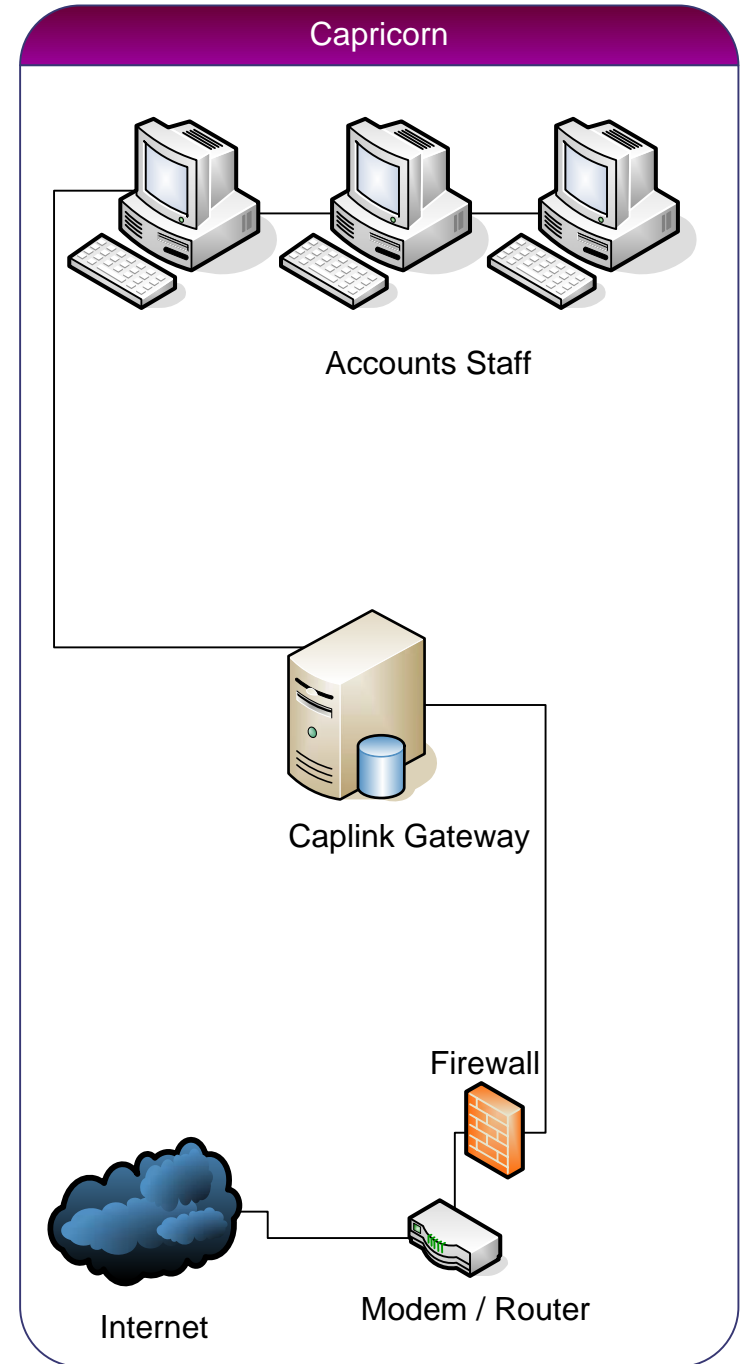 Capricorn
Accounts Staff
Caplink Gateway
Firewall
Modem / Router
Internet